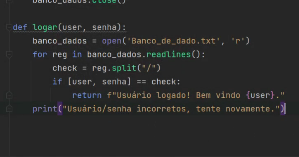 banco_dados.close()
def logar(user, senha):
banco_dados = open('Banco_de_dado.txt', 'r')
for reg in banco_dados.readlines():
check = reg.split("/")
if [user, senha] == check:
return f"Usuário logado! Bem vindo {user}."
print("Usuário/senha incorretos, tente novamente.")